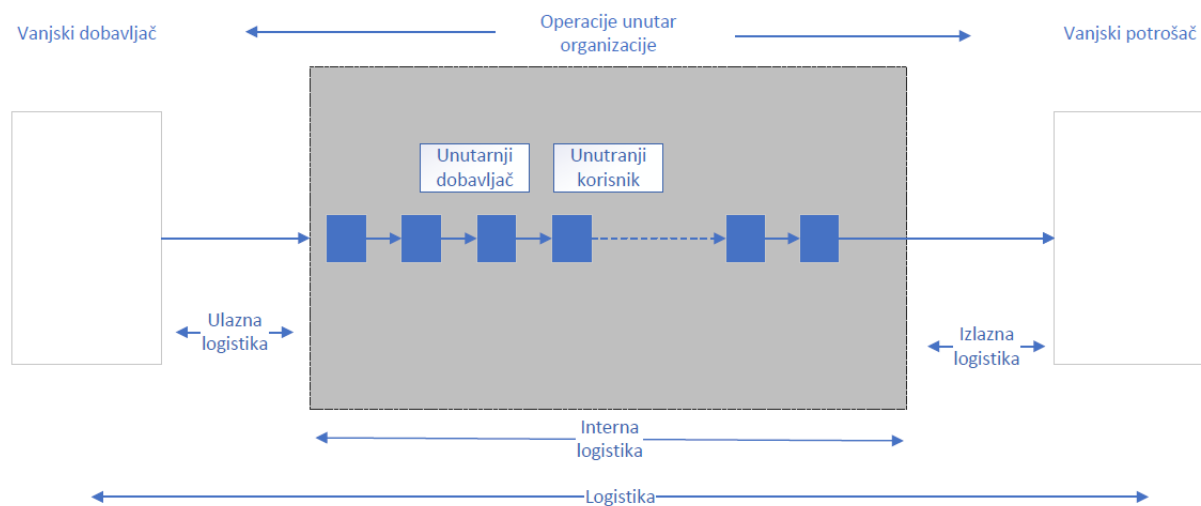 Vanjski dobavljač
Operacije unutar
organizacije
Vanjski potrošač
Unutarnji
dobavljač
Unutranji
korisnik
Ulazna
logistika
Izlazna
logistika
Interna
logistika
Logistika